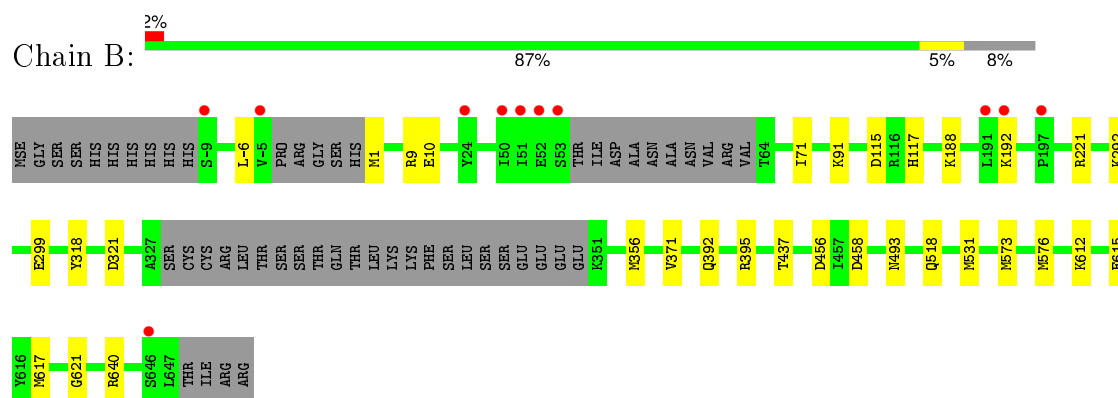 2%
Chain B:
87% 5% 8%
MSE GLY SER SER HIS HIS HIS HIS HIS HIS S-9 L-6 V-5 PRO ARG GLY SER HIS M1 R9 E10 Y24 I50 I51 E52 S53 THR ILE ASP ALA ASN ALA ASN VAL ARG VAL T64 I71 K91 D115 R116 H117 K188 L191 K192 P197 R221 K292
E299 Y318 D321 A327 SER CYS CYS ARG LEU THR SER SER THR GLN THR LEU LYS LYS PHE SER LEU SER SER GLU GLU GLU GLU K351 M356 V371 Q392 R395 T437 D456 I457 D458 N493 Q518 M531 M573 M576 K612
Y616 M617 G621 R640 S646 L647 THR ILE ARG ARG